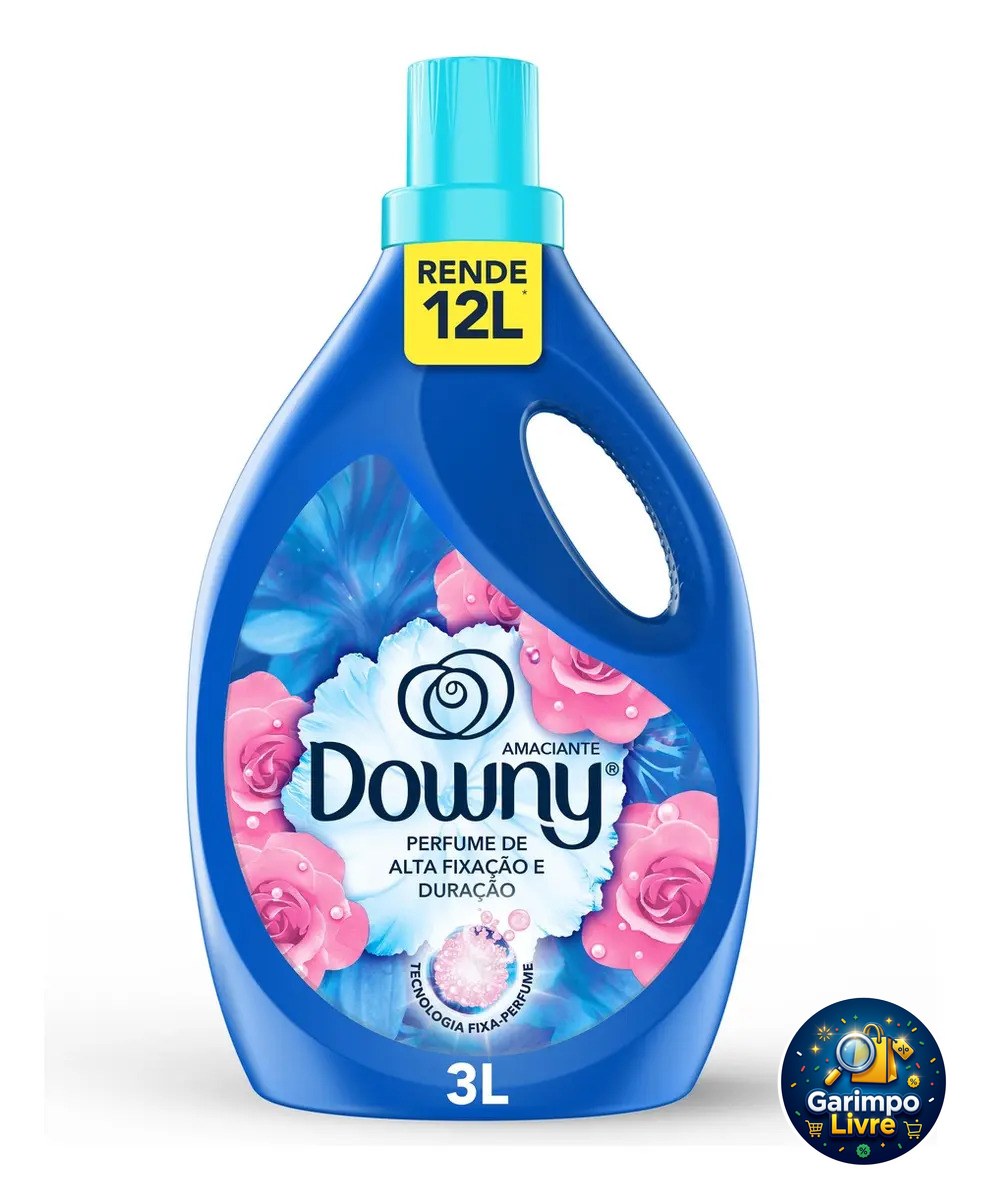 RENDE
12L*
AMACIANTE
Downy®
PERFUME DE
ALTA FIXAÇÃO E
DURAÇÃO
TECNOLOGIA FIXA-PERFUME
3L
%
Garimpo
Livre
%
%